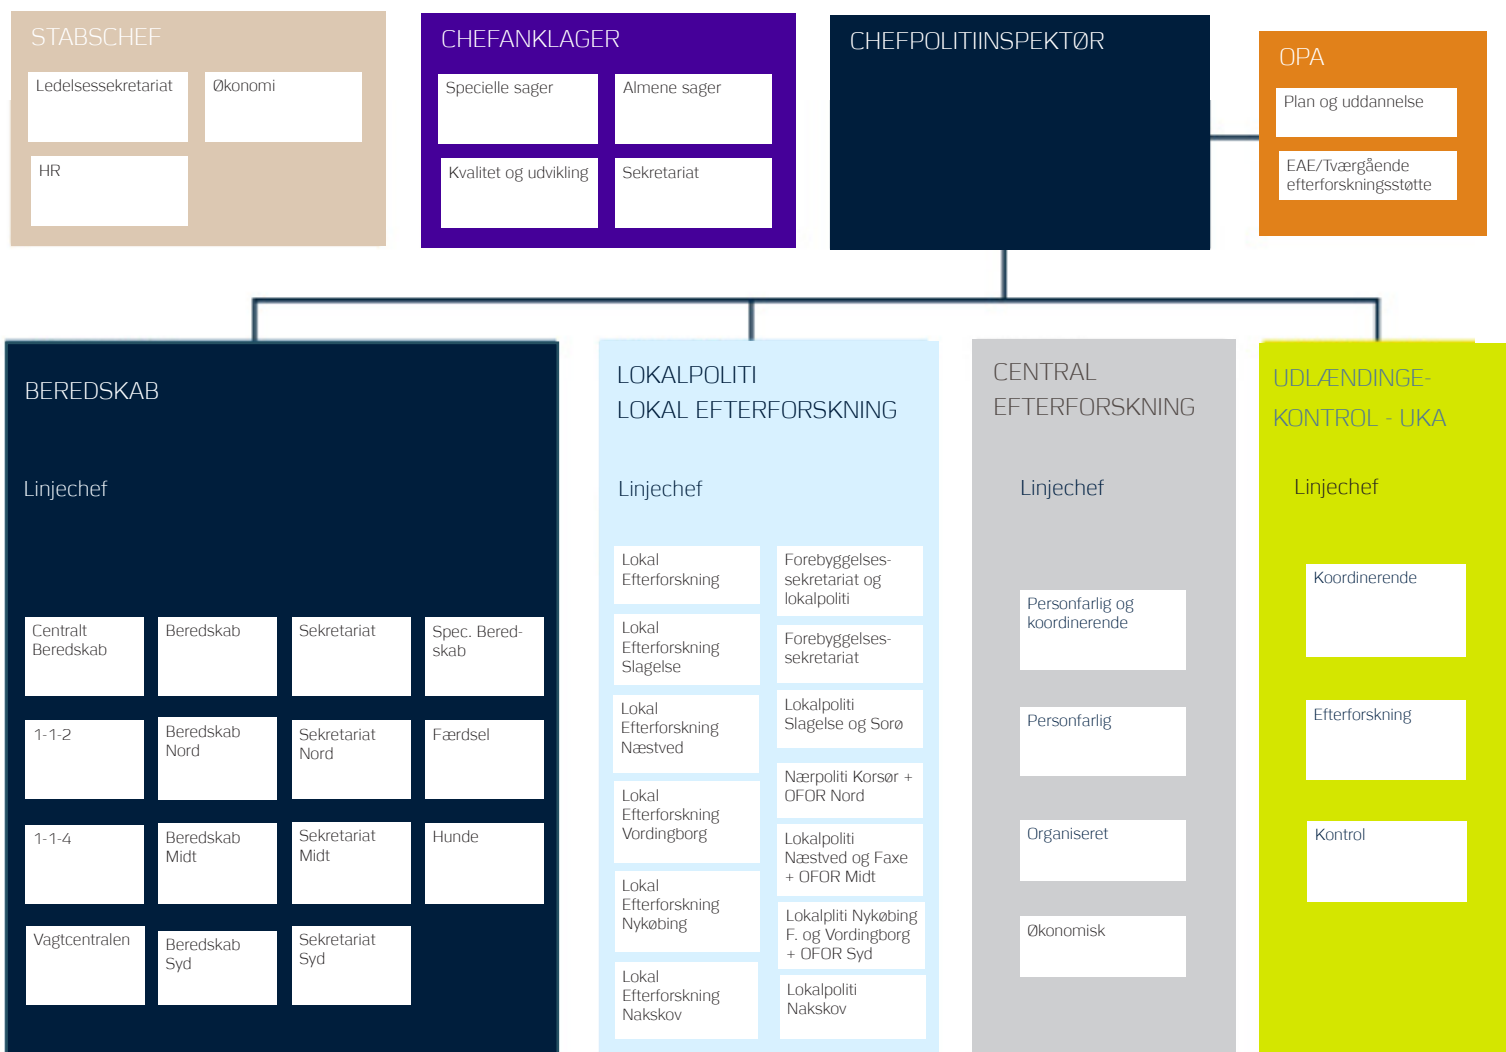 STABSCHEF
Ledelsessekretariat
Økonomi
HR
CHEFANKLAGER
Specielle sager
Almene sager
Kvalitet og udvikling
Sekretariat
CHEFPOLITIINSPEKTØR
OPA
Plan og uddannelse
EAE/Tværgående
efterforskningsstøtte
BEREDSKAB
Linjechef
Centralt
Beredskab
Beredskab
Sekretariat
Spec. Bered-
skab
1-1-2
Beredskab
Nord
Sekretariat
Nord
Færdsel
1-1-4
Beredskab
Midt
Sekretariat
Midt
Hunde
Vagtcentralen
Beredskab
Syd
Sekretariat
Syd
LOKALPOLITI
LOKAL EFTERFORSKNING
Linjechef
Lokal
Efterforskning
Forebyggelses-
sekretariat og
lokalpoliti
Lokal
Efterforskning
Slagelse
Forebyggelses-
sekretariat
Lokal
Efterforskning
Næstved
Lokalpoliti
Slagelse og Sorø
Nærpoliti Korsør +
OFOR Nord
Lokal
Efterforskning
Vordingborg
Lokalpoliti
Næstved og Faxe
+ OFOR Midt
Lokal
Efterforskning
Nykøbing
Lokalpliti Nykøbing
F. og Vordingborg
+ OFOR Syd
Lokal
Efterforskning
Nakskov
Lokalpoliti
Nakskov
CENTRAL
EFTERFORSKNING
Linjechef
Personfarlig og
koordinerende
Personfarlig
Organiseret
Økonomisk
UDLÆNDINGE-
KONTROL - UKA
Linjechef
Koordinerende
Efterforskning
Kontrol